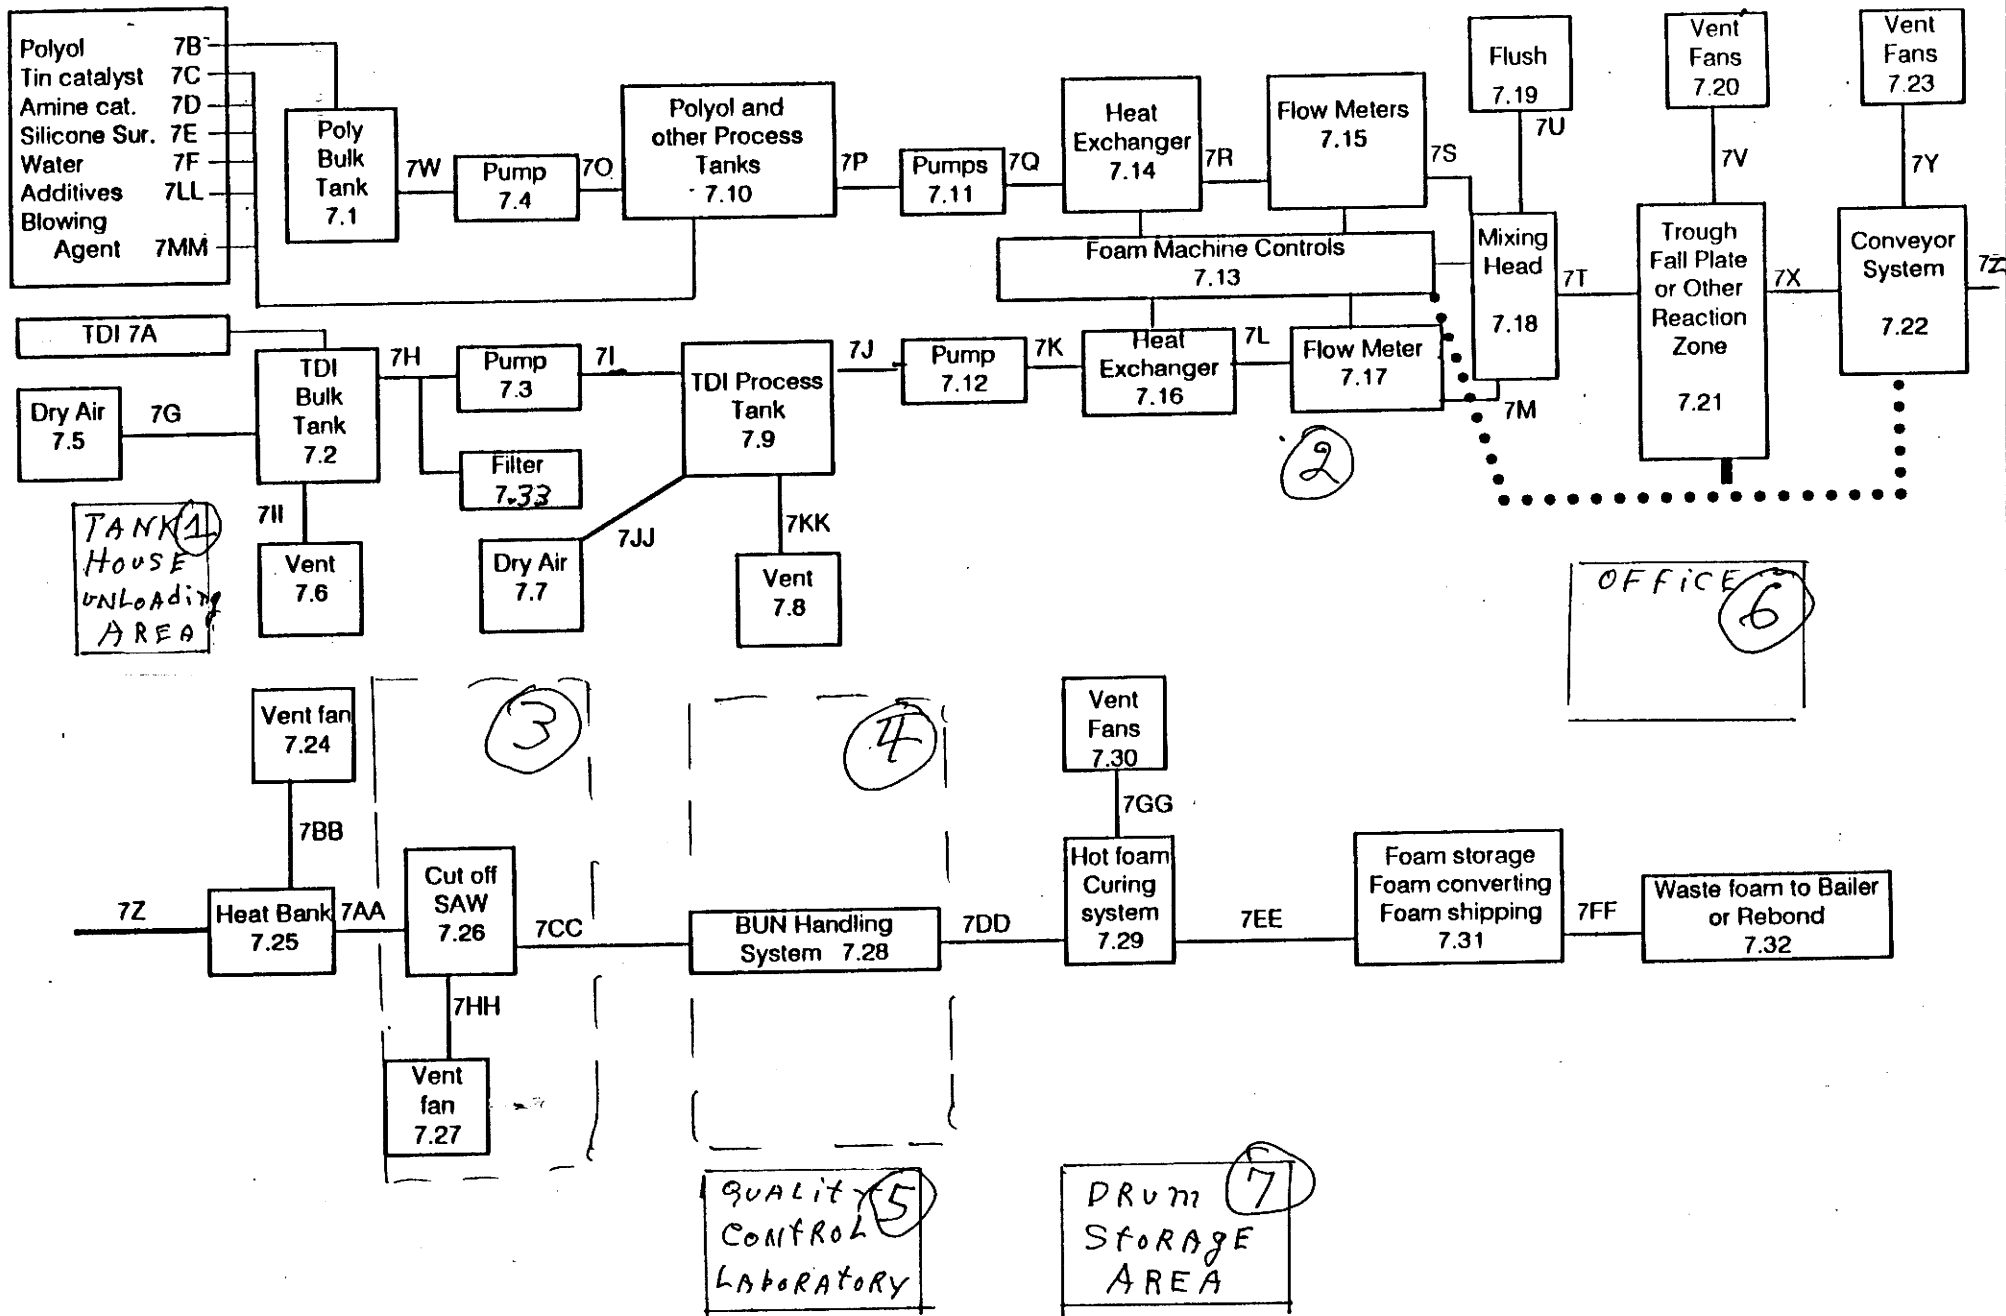 Polyol 7B
Tin catalyst 7C
Amine cat. 7D
Silicone Sur. 7E
Water 7F
Additives 7LL
Blowing
Agent 7MM
Poly
Bulk
Tank
7.1
7W
Pump
7.4
7O
Polyol and
other Process
Tanks
7.10
7P
Pumps
7.11
7Q
Heat
Exchanger
7.14
7R
Flow Meters
7.15
7S
Flush
7.19
7U
Vent
Fans
7.20
7V
Vent
Fans
7.23
7Y
Foam Machine Controls
7.13
Mixing
Head
7.18
7T
Trough
Fall Plate
or Other
Reaction
Zone
7.21
7X
Conveyor
System
7.22
7Z
TDI 7A
Dry Air
7.5
7G
TDI
Bulk
Tank
7.2
7H
Pump
7.3
7I
Filter
7.33
TDI Process
Tank
7.9
7J
Pump
7.12
7K
Heat
Exchanger
7.16
7L
Flow Meter
7.17
7M
2
TANK 1
HOUSE
UNLOAding
AREA
7II
Vent
7.6
Dry Air
7.7
7JJ
7KK
Vent
7.8
OFFiCE
6
Vent fan
7.24
7BB
3
4
Vent
Fans
7.30
7GG
7Z
Heat Bank
7.25
7AA
Cut off
SAW
7.26
7CC
7HH
Vent
fan
7.27
BUN Handling
System 7.28
7DD
Hot foam
Curing
system
7.29
7EE
Foam storage
Foam converting
Foam shipping
7.31
7FF
Waste foam to Bailer
or Rebond
7.32
QUALitY 5
CONtRoL
LAboRAtoRY
DRum 7
StoRAgE
AREA